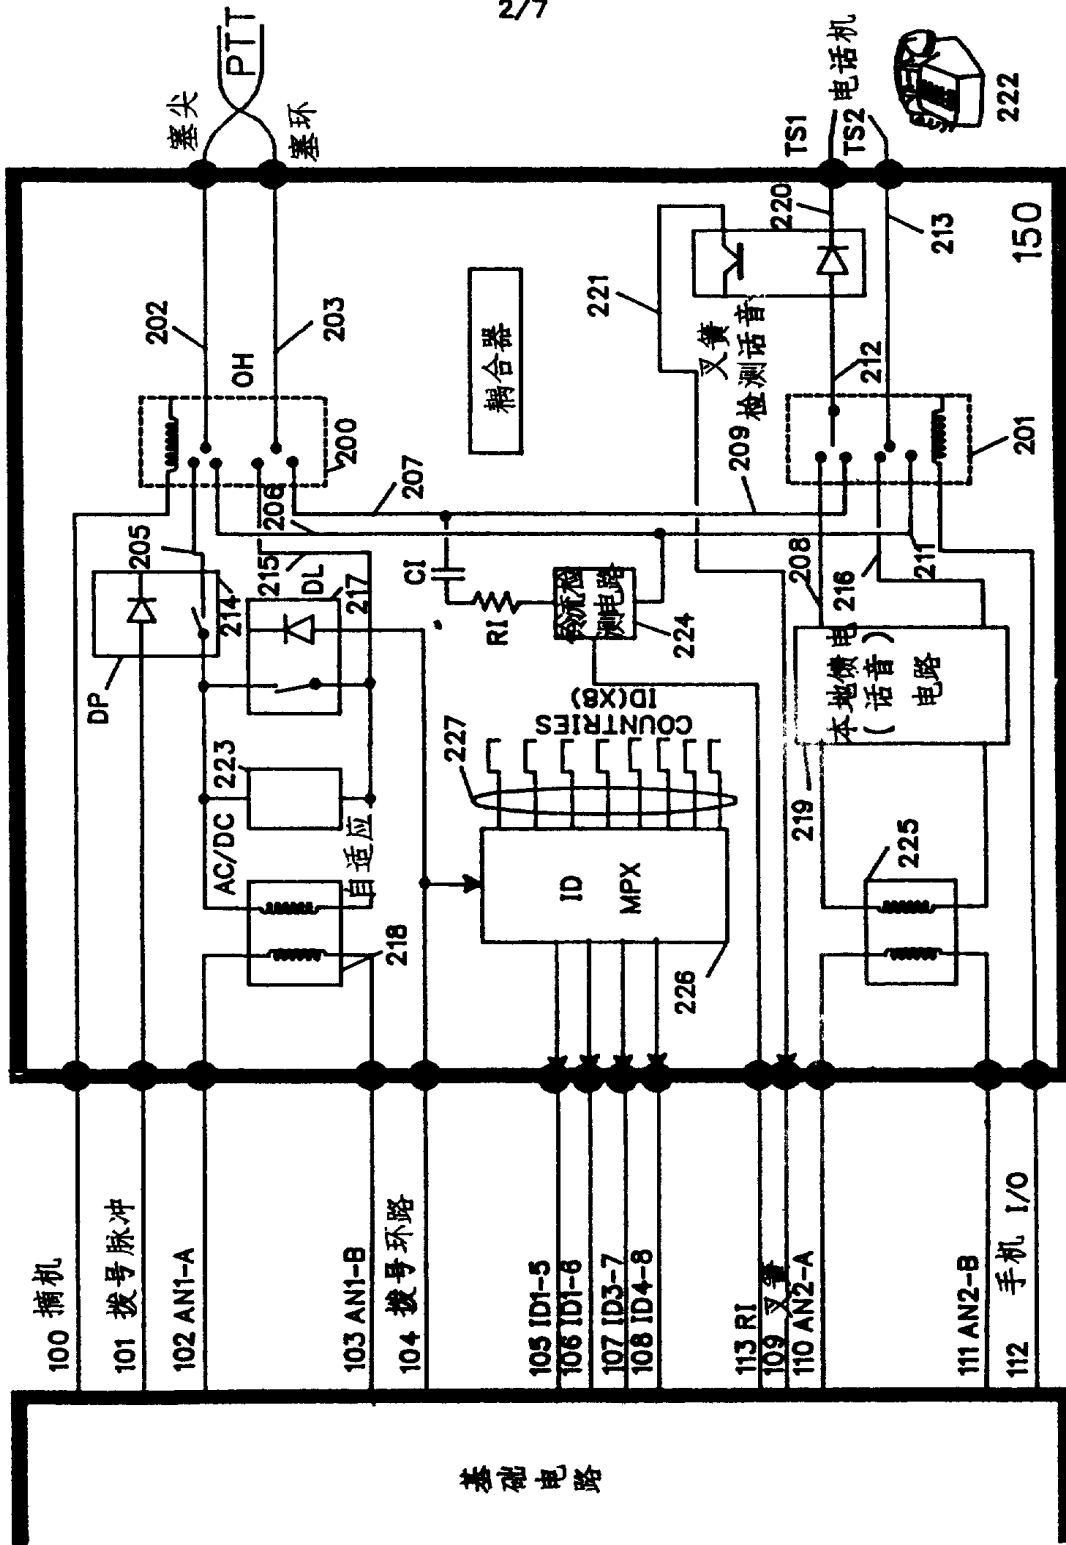 2/7
PTT
塞尖
塞环
TS1
TS2
电话机
222
202
203
OH
200
耦合器
221
220
213
150
叉簧
检测话音
212
201
205
206
207
209
215
DL
217
214
DP
CI
RI
铃流检
测电路
224
208
216
211
本地馈电
(话音)
电路
219
223
AC/DC
自适应
218
227
COUNTRIES
ID(X8)
ID
MPX
226
225
100 摘机
101 拨号脉冲
102 AN1-A
103 AN1-B
104 拨号环路
105 ID1-5
106 ID1-6
107 ID3-7
108 ID4-8
113 RI
109 叉簧
110 AN2-A
111 AN2-B
112 手机 I/O
基础电路